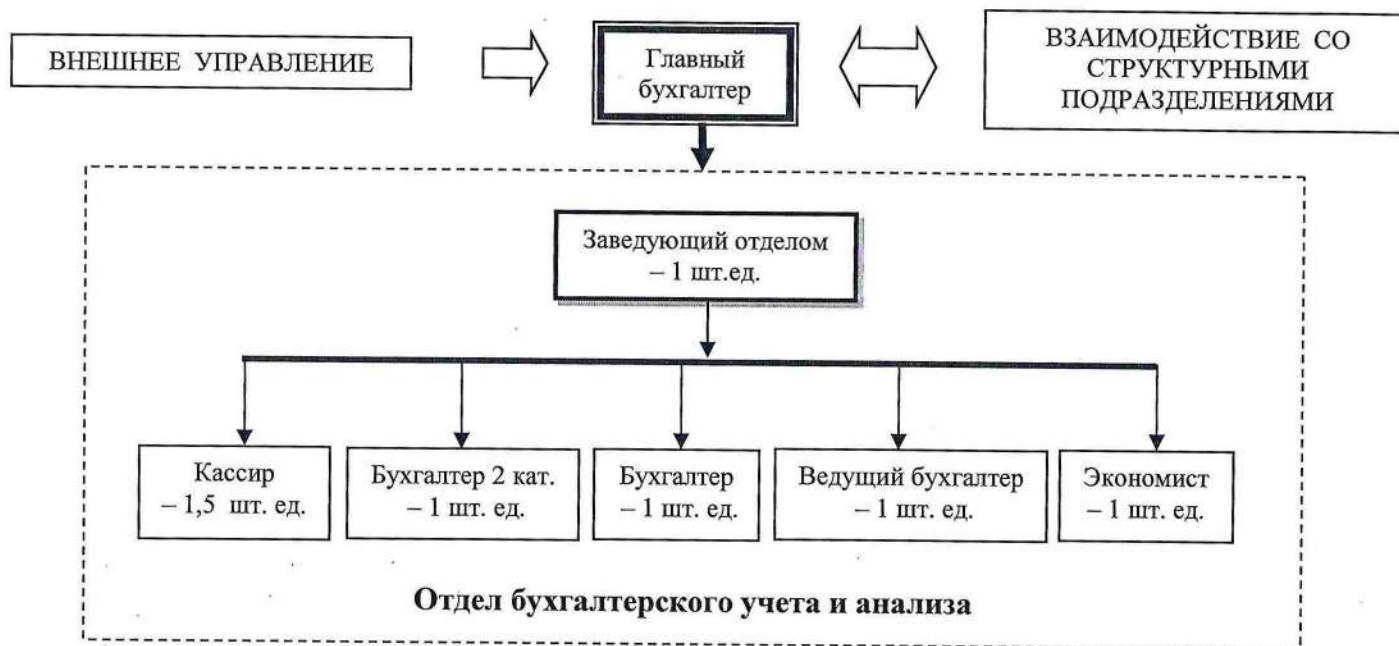 ВНЕШНЕЕ УПРАВЛЕНИЕ
Главный
бухгалтер
ВЗАИМОДЕЙСТВИЕ СО
СТРУКТУРНЫМИ
ПОДРАЗДЕЛЕНИЯМИ
Заведующий отделом
– 1 шт.ед.
Кассир
– 1,5 шт. ед.
Бухгалтер 2 кат.
– 1 шт. ед.
Бухгалтер
– 1 шт. ед.
Ведущий бухгалтер
– 1 шт. ед.
Экономист
– 1 шт. ед.
Отдел бухгалтерского учета и анализа